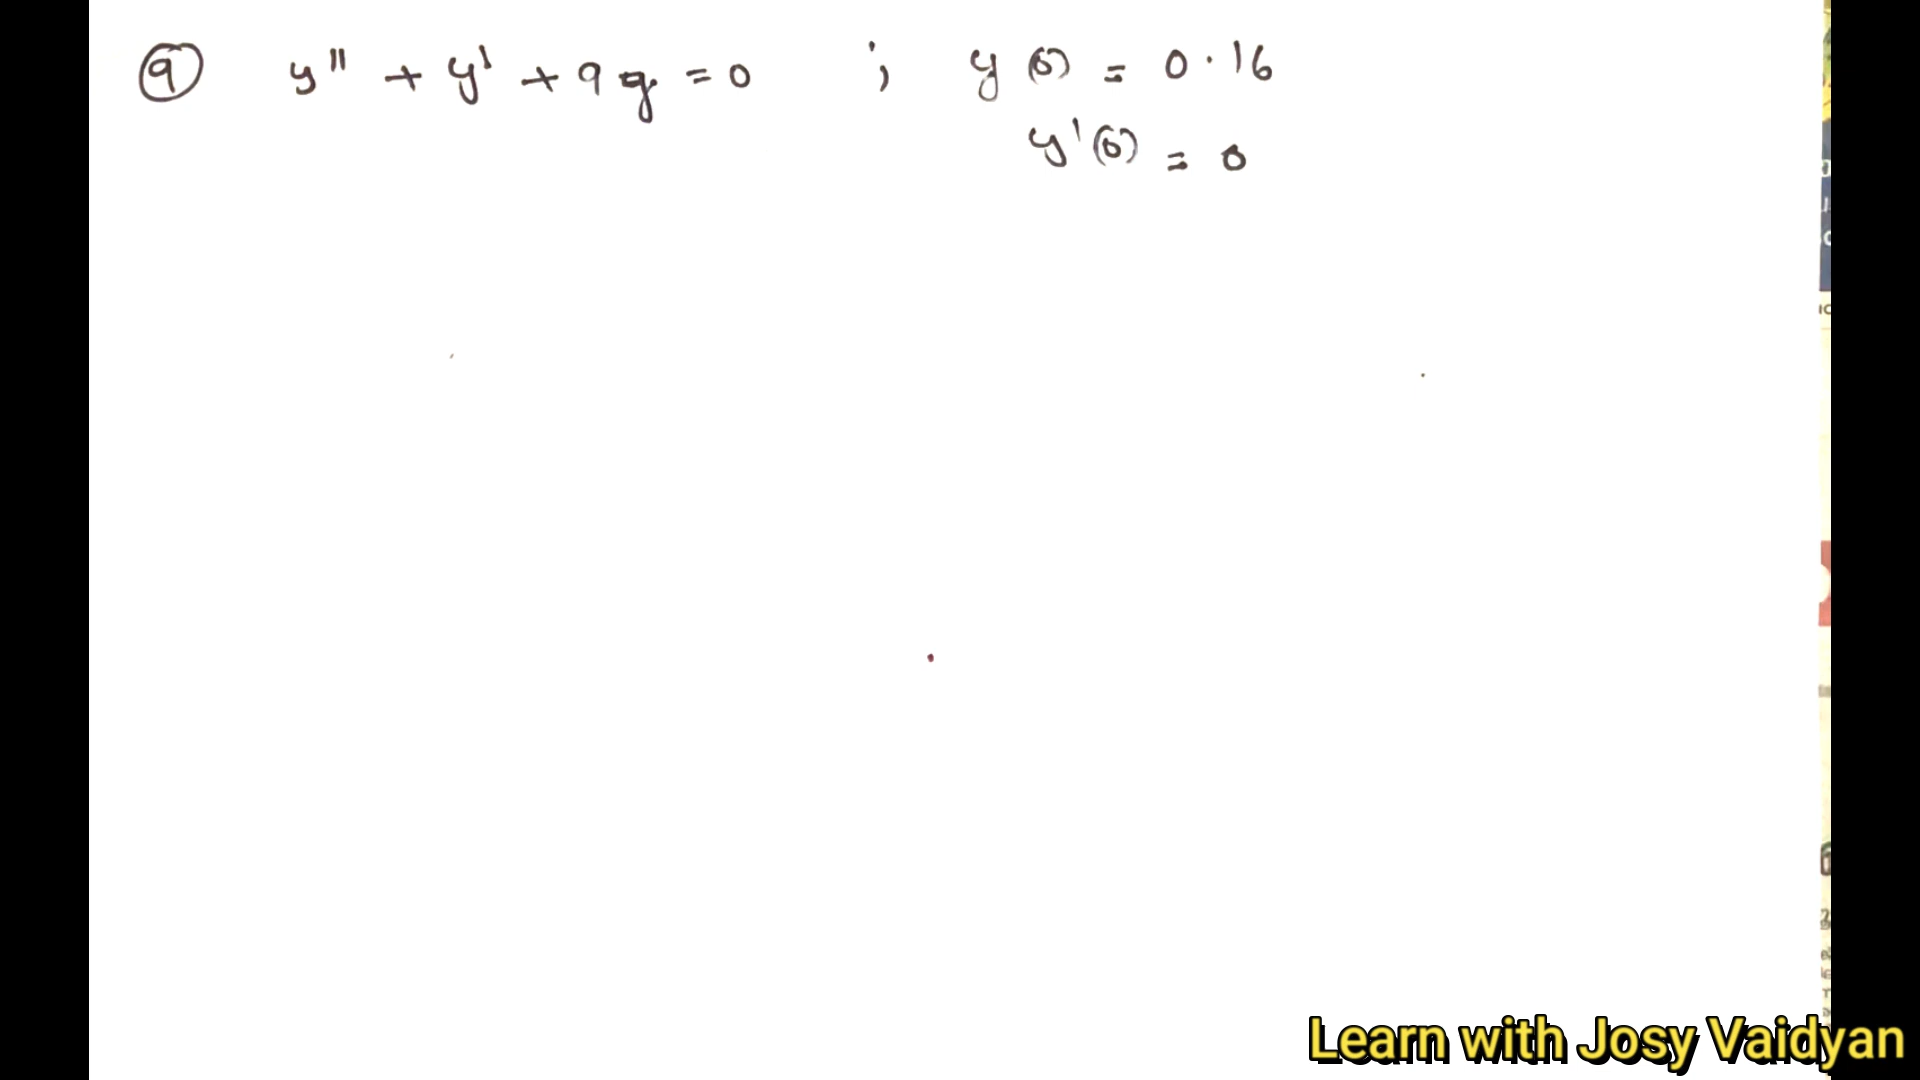 ⑨ y'' + y' + 9y = 0 ; y(0) = 0.16
y'(0) = 0
Learn with Josy Vaidyan